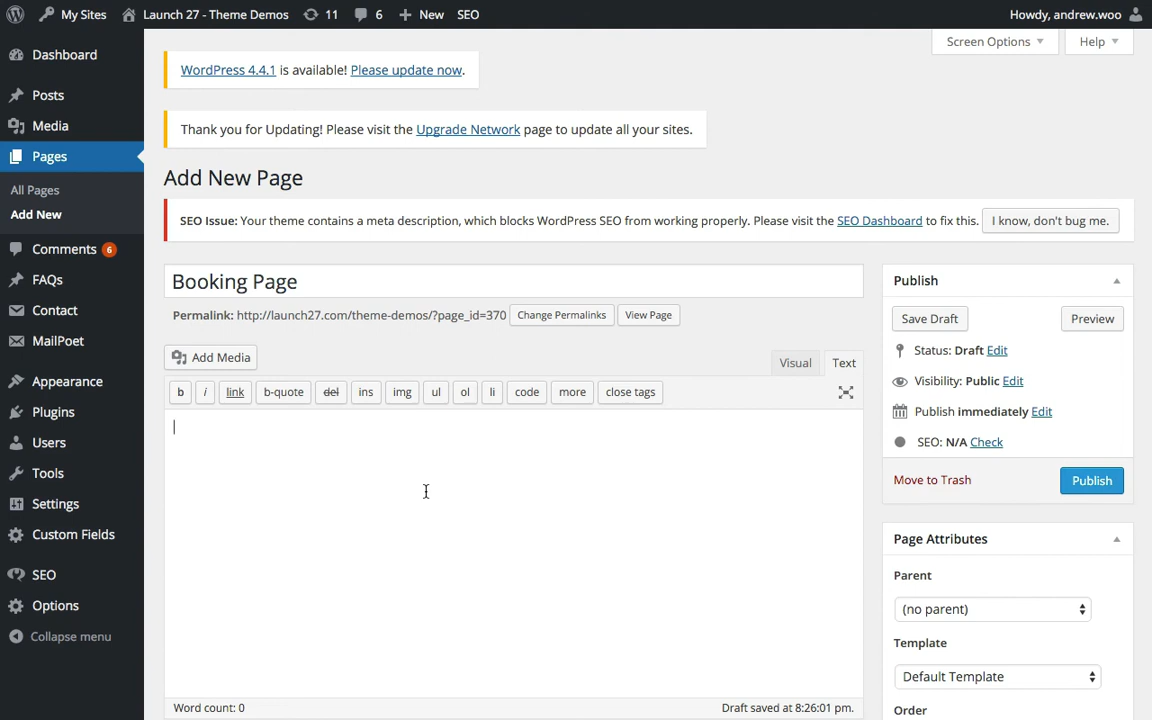 My Sites Launch 27 - Theme Demos 11 6 New SEO Howdy, andrew.woo
Screen Options Help
Dashboard
Posts
Media
Pages
All Pages
Add New
Comments 6
FAQs
Contact
MailPoet
Appearance
Plugins
Users
Tools
Settings
Custom Fields
SEO
Options
Collapse menu
WordPress 4.4.1 is available! Please update now.
Thank you for Updating! Please visit the Upgrade Network page to update all your sites.
Add New Page
SEO Issue: Your theme contains a meta description, which blocks WordPress SEO from working properly. Please visit the SEO Dashboard to fix this. I know, don't bug me.
Booking Page
Permalink: http://launch27.com/theme-demos/?page_id=370 Change Permalinks View Page
Add Media
Visual Text
b i link b-quote del ins img ul ol li code more close tags
Word count: 0 Draft saved at 8:26:01 pm.
Publish
Save Draft Preview
Status: Draft Edit
Visibility: Public Edit
Publish immediately Edit
SEO: N/A Check
Move to Trash Publish
Page Attributes
Parent
(no parent)
Template
Default Template
Order